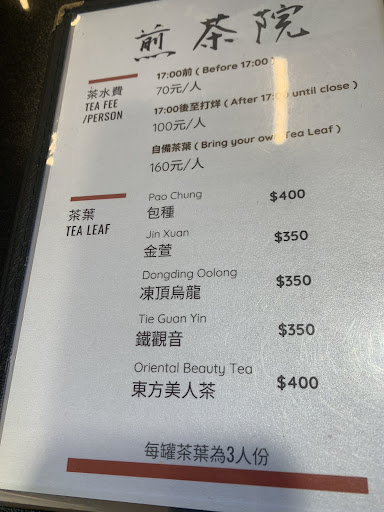 煎茶院
茶水費
TEA FEE
/PERSON
17:00前 ( Before 17:00 )
70元/人
17:00後至打烊 ( After 17:00 until close )
100元/人
自備茶葉 ( Bring your own Tea Leaf )
160元/人
茶葉
TEA LEAF
Pao Chung $400
包種
Jin Xuan $350
金萱
Dongding Oolong $350
凍頂烏龍
Tie Guan Yin $350
鐵觀音
Oriental Beauty Tea $400
東方美人茶
每罐茶葉為3人份